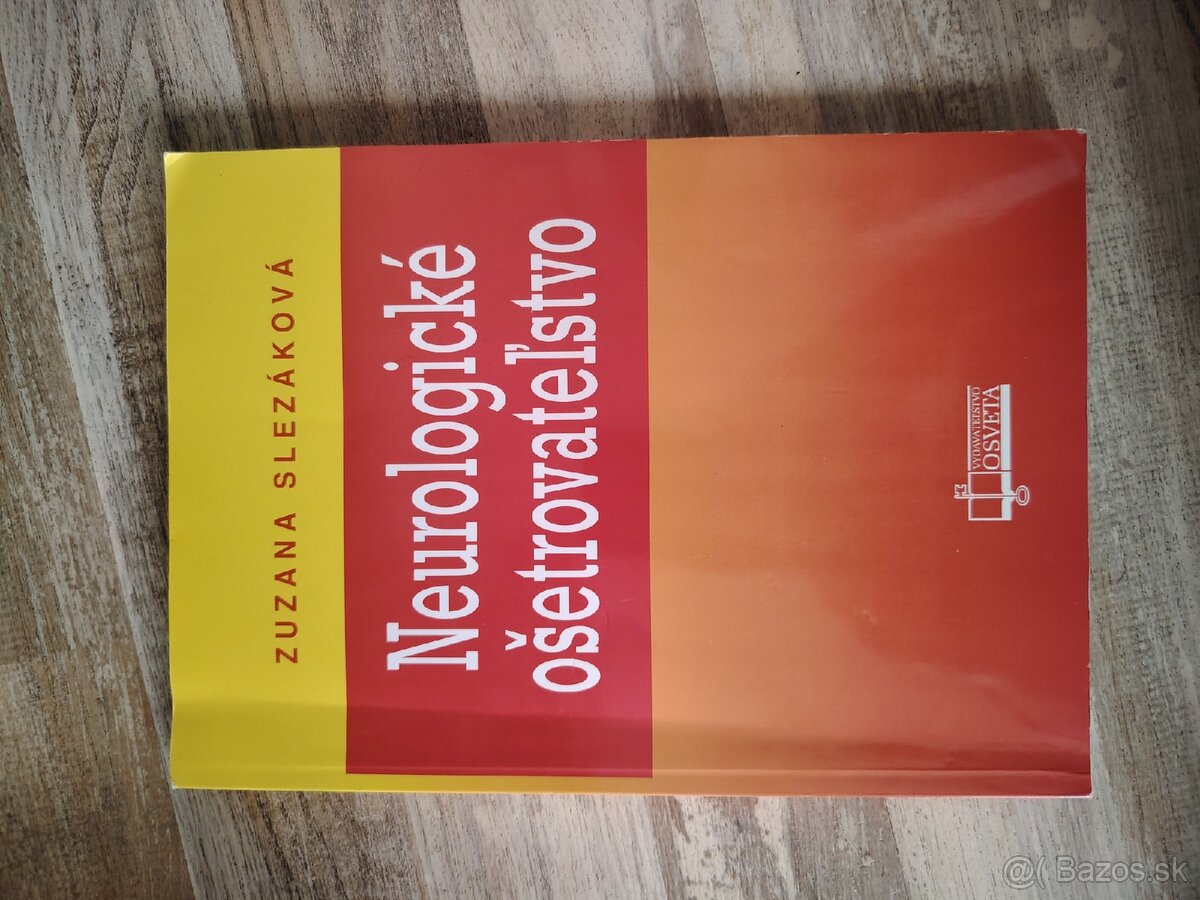 ZUZANA SLEZÁKOVÁ
Neurologické
ošetrovateľstvo
VYDAVATEĽSTVO
OSVETA
@( Bazos.sk